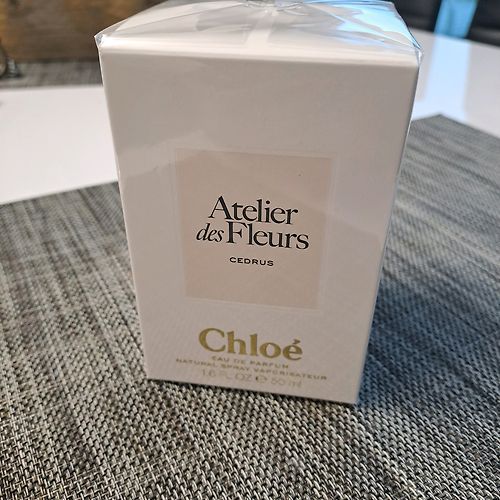 Atelier
des Fleurs
CEDRUS
Chloé
EAU DE PARFUM
NATURAL SPRAY VAPORISATEUR
1.6 FL OZ ℮ 50 ml